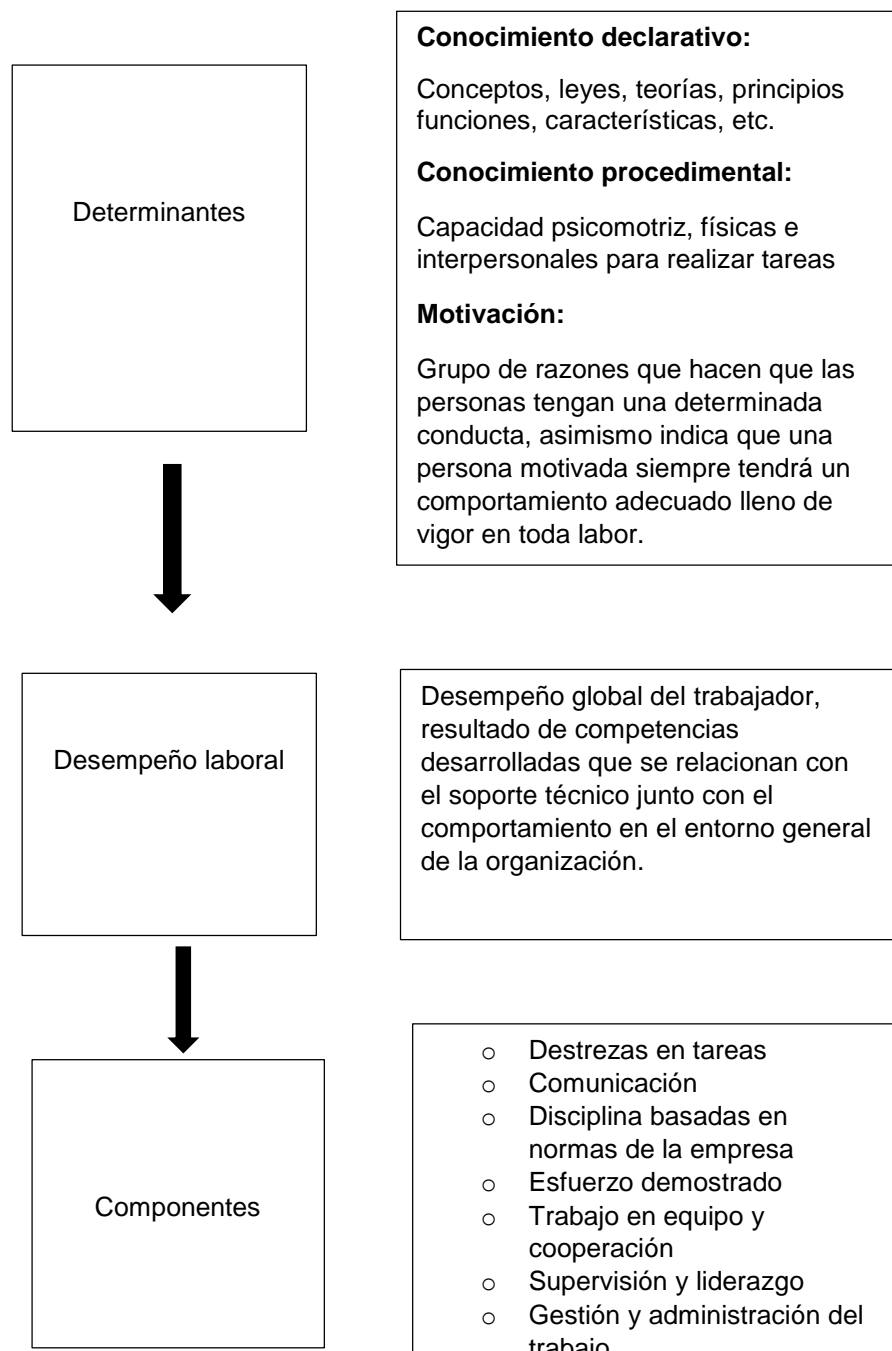 Determinantes
Conocimiento declarativo:
Conceptos, leyes, teorías, principios
funciones, características, etc.
Conocimiento procedimental:
Capacidad psicomotriz, físicas e
interpersonales para realizar tareas
Motivación:
Grupo de razones que hacen que las
personas tengan una determinada
conducta, asimismo indica que una
persona motivada siempre tendrá un
comportamiento adecuado lleno de
vigor en toda labor.
Desempeño laboral
Desempeño global del trabajador,
resultado de competencias
desarrolladas que se relacionan con
el soporte técnico junto con el
comportamiento en el entorno general
de la organización.
Componentes
o Destrezas en tareas
o Comunicación
o Disciplina basadas en
normas de la empresa
o Esfuerzo demostrado
o Trabajo en equipo y
cooperación
o Supervisión y liderazgo
o Gestión y administración del
trabajo